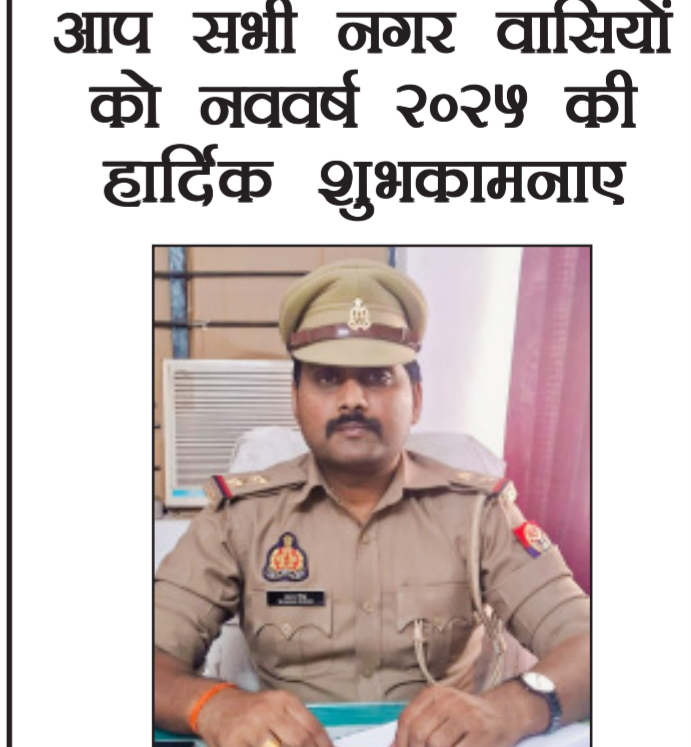 आप सभी नगर वासियों
को नववर्ष २०२५ की
हार्दिक शुभकामनाए